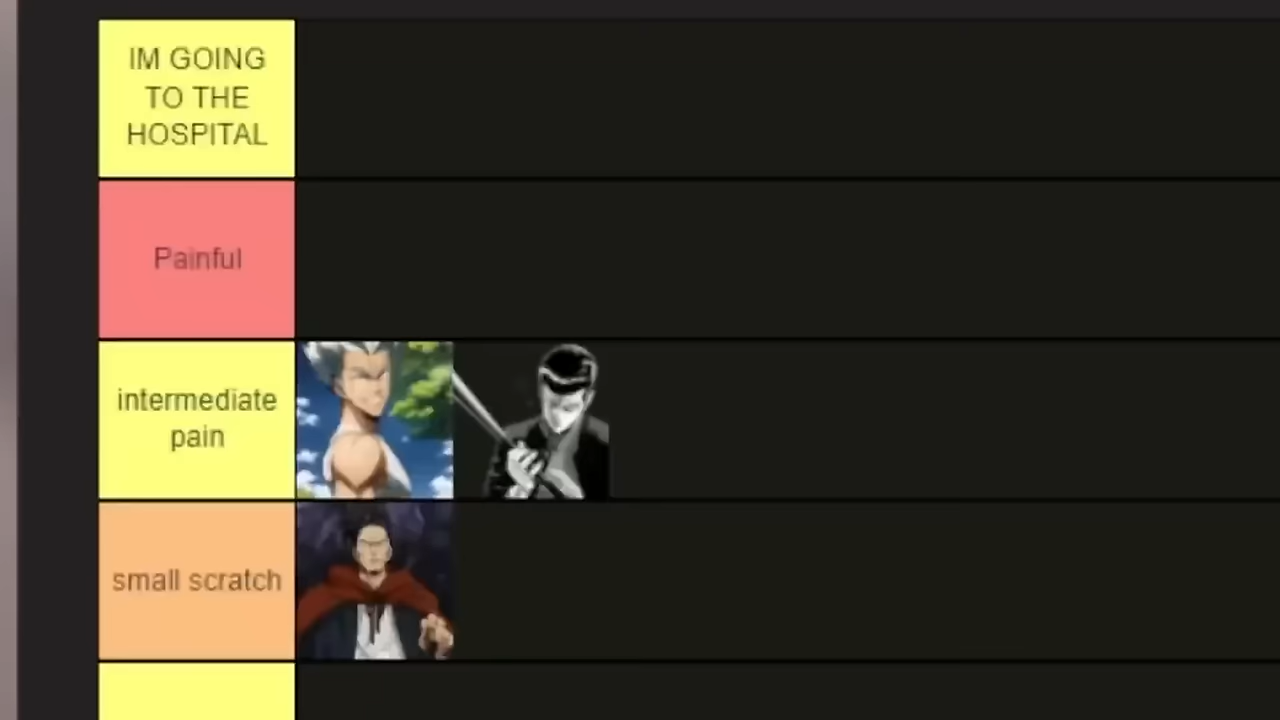 IM GOING
TO THE
HOSPITAL
Painful
intermediate
pain
small scratch